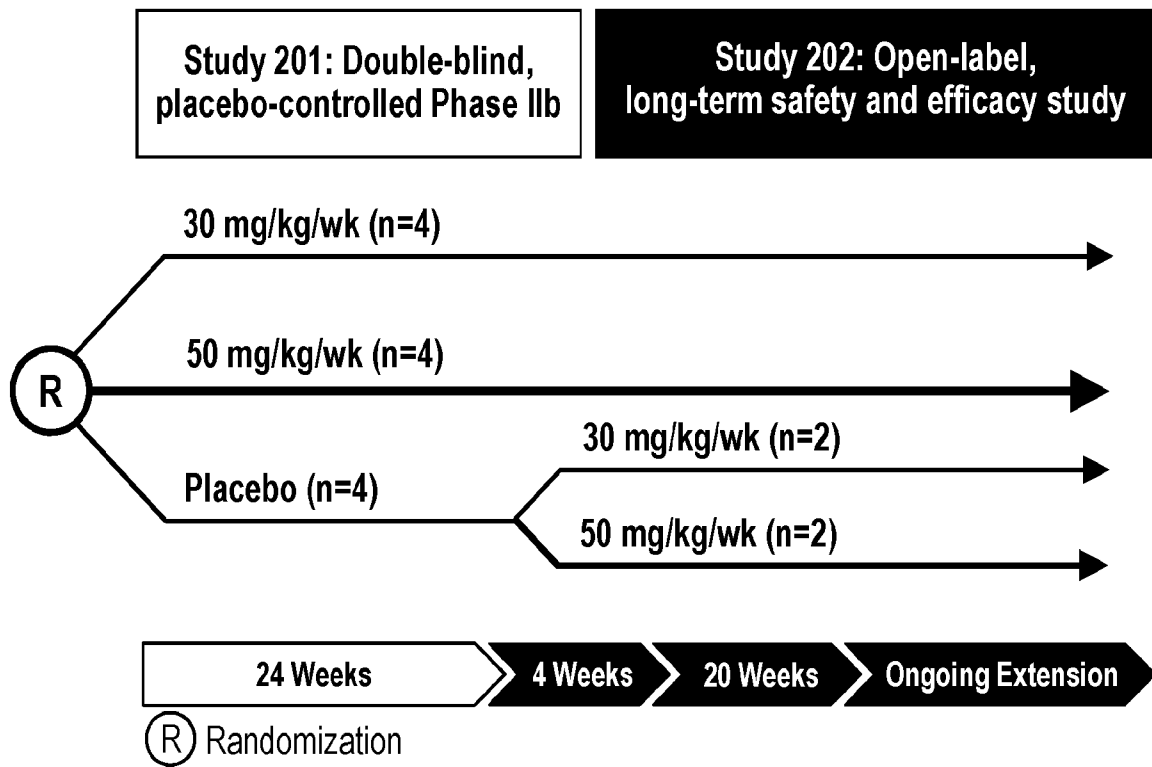 Study 201: Double-blind,
placebo-controlled Phase IIb
Study 202: Open-label,
long-term safety and efficacy study
30 mg/kg/wk (n=4)
50 mg/kg/wk (n=4)
R
30 mg/kg/wk (n=2)
Placebo (n=4)
50 mg/kg/wk (n=2)
24 Weeks
4 Weeks
20 Weeks
Ongoing Extension
R Randomization